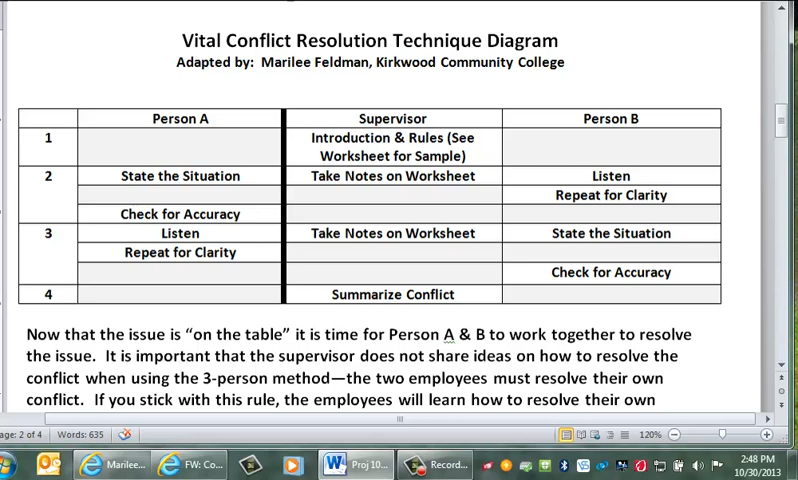 Vital Conflict Resolution Technique Diagram
Adapted by: Marilee Feldman, Kirkwood Community College
Person A Supervisor Person B
1 Introduction & Rules (See
Worksheet for Sample)
2 State the Situation Take Notes on Worksheet Listen
Repeat for Clarity
Check for Accuracy
3 Listen Take Notes on Worksheet State the Situation
Repeat for Clarity
Check for Accuracy
4 Summarize Conflict
Now that the issue is “on the table” it is time for Person A & B to work together to resolve
the issue. It is important that the supervisor does not share ideas on how to resolve the
conflict when using the 3-person method—the two employees must resolve their own
conflict. If you stick with this rule, the employees will learn how to resolve their own
age: 2 of 4 Words: 635 120%
Marilee... FW: Co... Proj 10... Record... 2:48 PM
10/30/2013